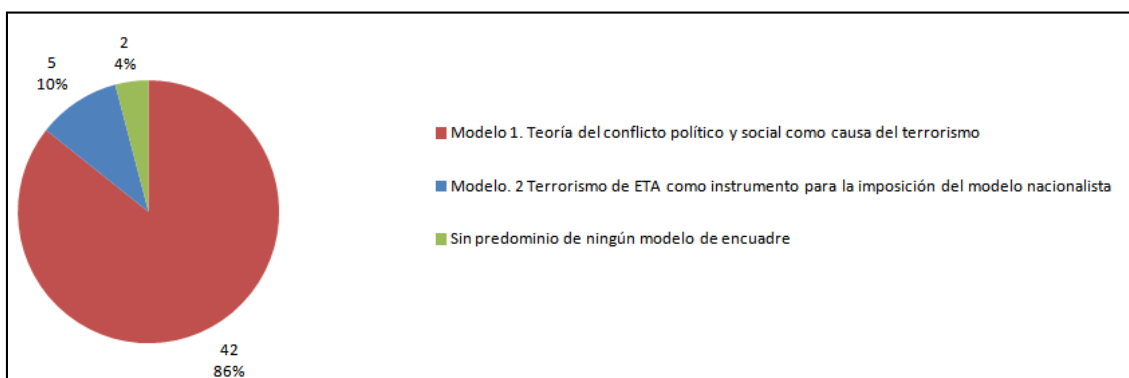 2
4%
5
10%
Modelo 1. Teoría del conflicto político y social como causa del terrorismo
Modelo. 2 Terrorismo de ETA como instrumento para la imposición del modelo nacionalista
Sin predominio de ningún modelo de encuadre
42
86%